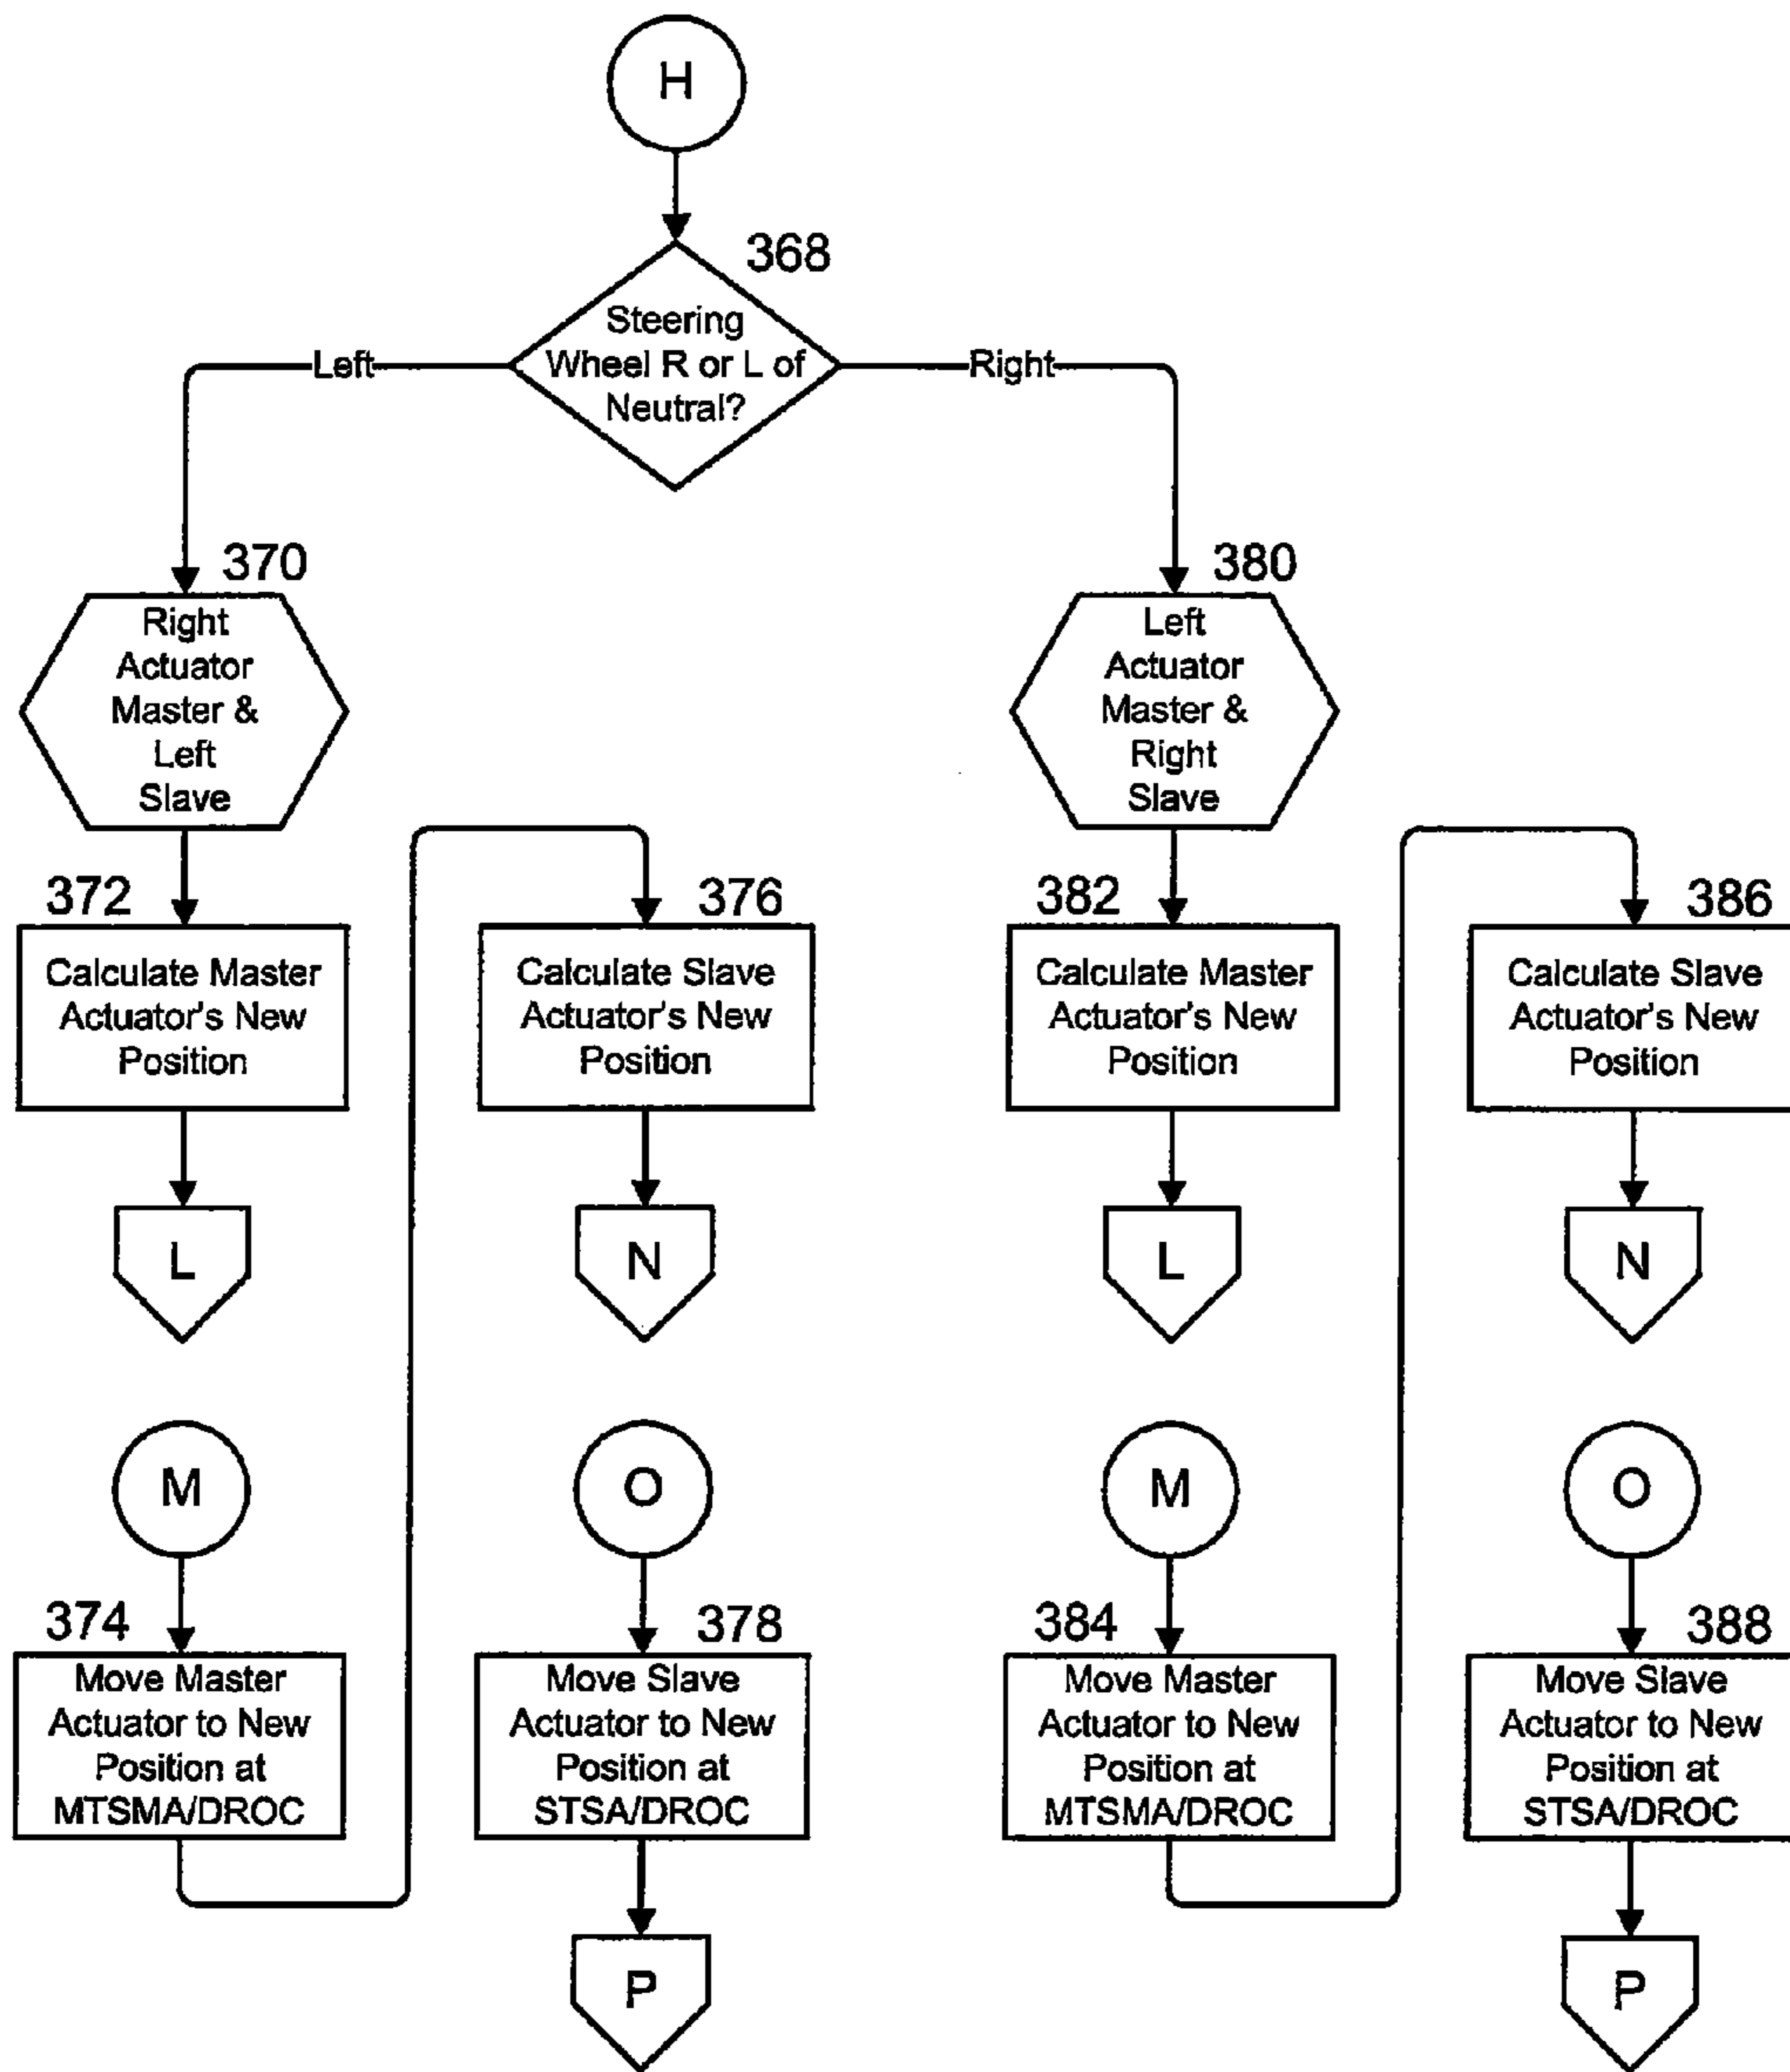 H
368
Steering
Wheel R or L of
Neutral?
Left
Right
370
Right
Actuator
Master &
Left
Slave
380
Left
Actuator
Master &
Right
Slave
372
Calculate Master
Actuator's New
Position
376
Calculate Slave
Actuator's New
Position
382
Calculate Master
Actuator's New
Position
386
Calculate Slave
Actuator's New
Position
L
N
L
N
M
O
M
O
374
Move Master
Actuator to New
Position at
MTSMA/DROC
378
Move Slave
Actuator to New
Position at
STSA/DROC
384
Move Master
Actuator to New
Position at
MTSMA/DROC
388
Move Slave
Actuator to New
Position at
STSA/DROC
P
P